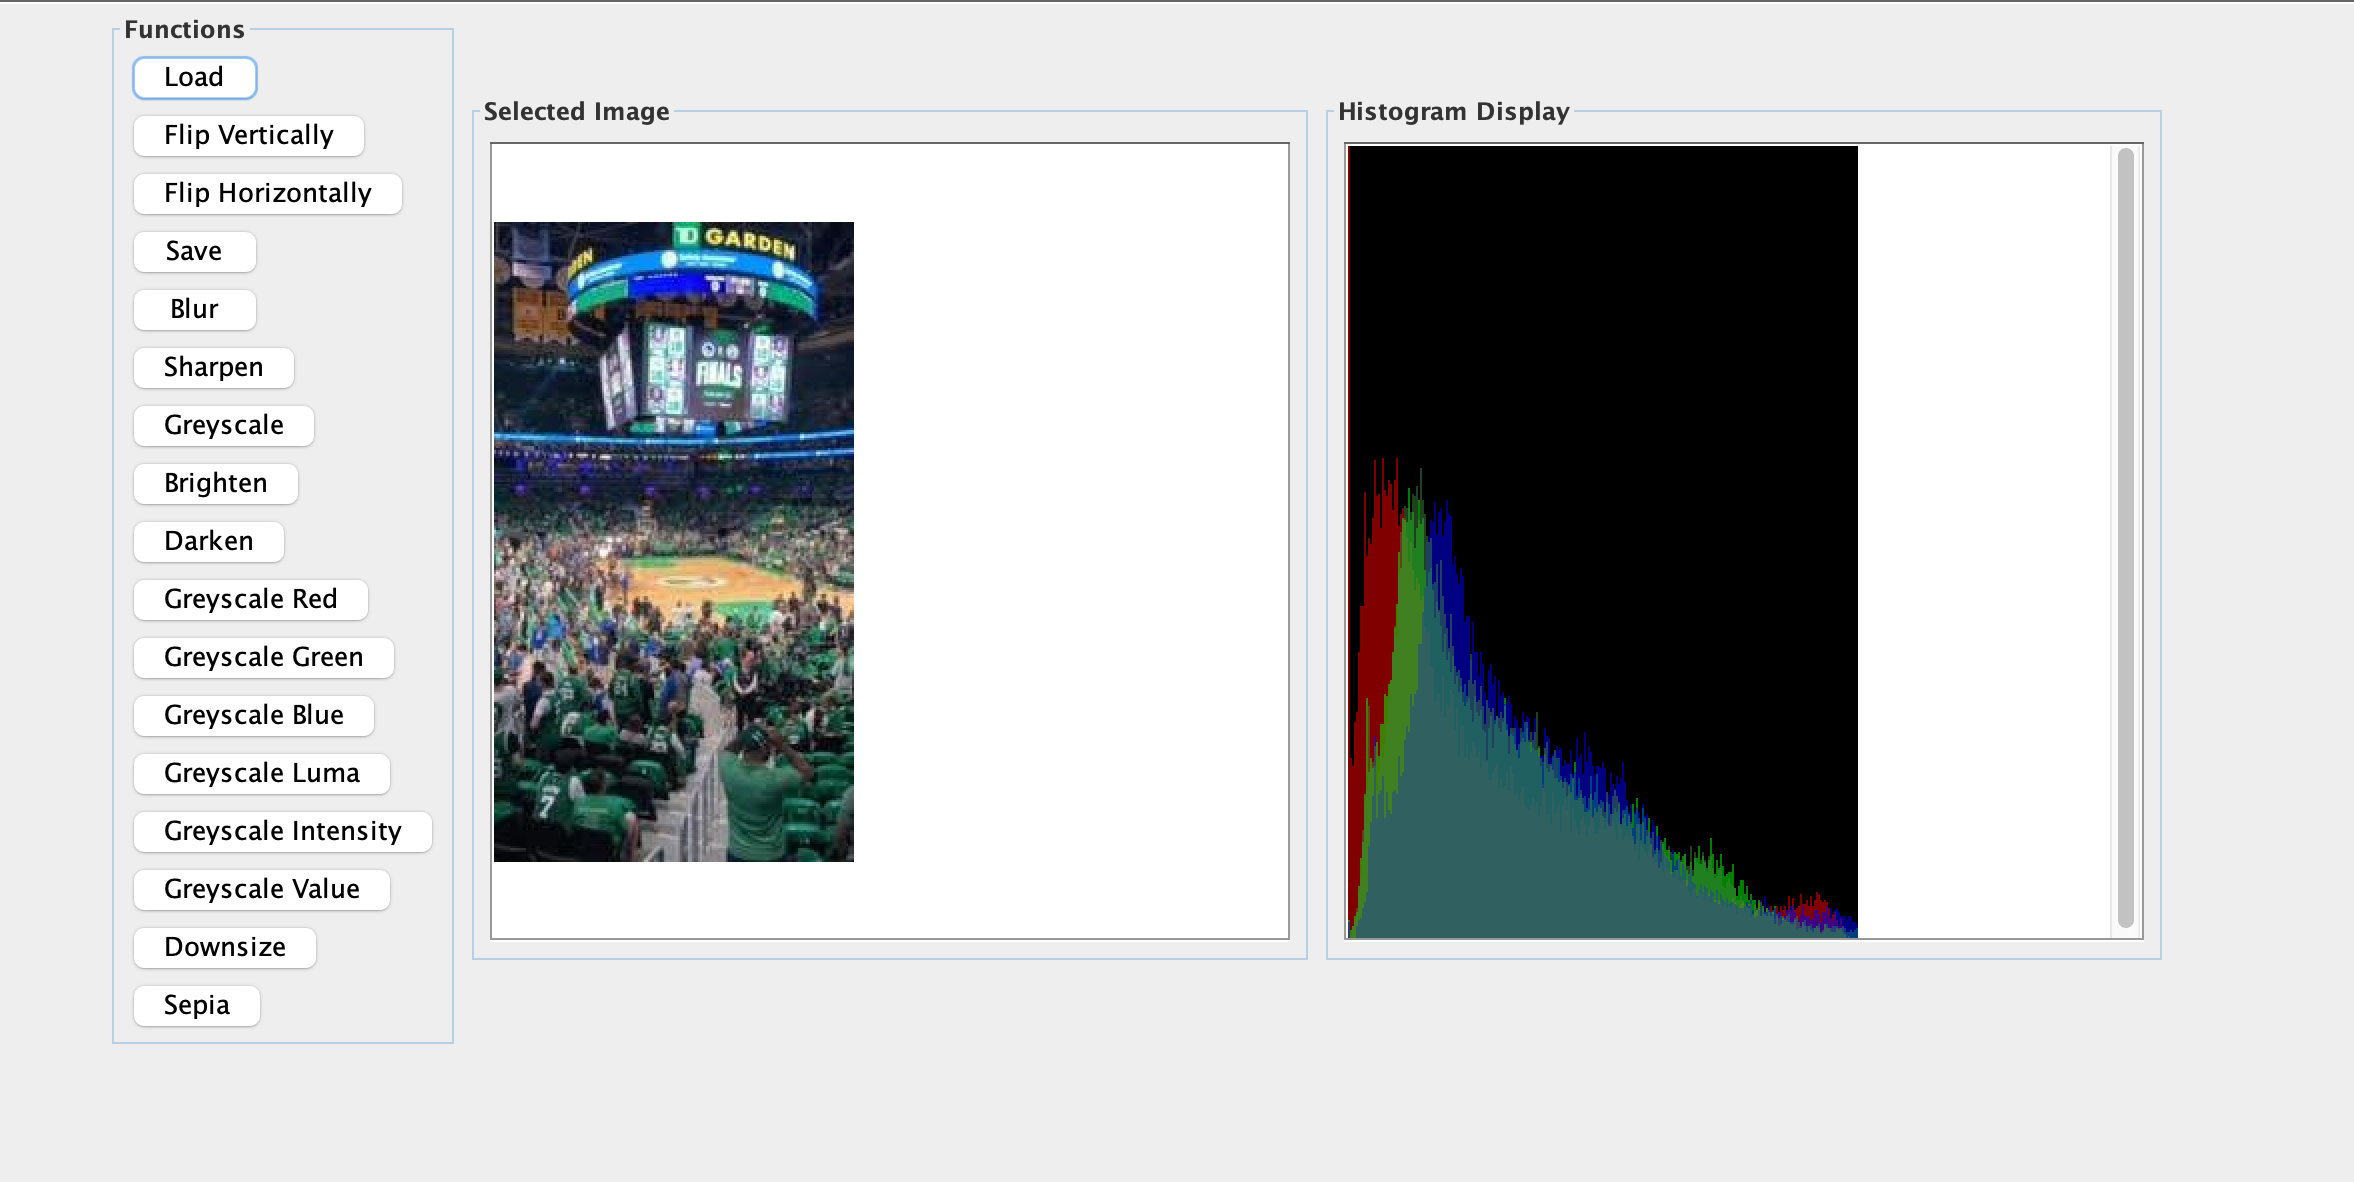 Functions
Load
Flip Vertically
Flip Horizontally
Save
Blur
Sharpen
Greyscale
Brighten
Darken
Greyscale Red
Greyscale Green
Greyscale Blue
Greyscale Luma
Greyscale Intensity
Greyscale Value
Downsize
Sepia
Selected Image
TD GARDEN
FINALS
7
Histogram Display